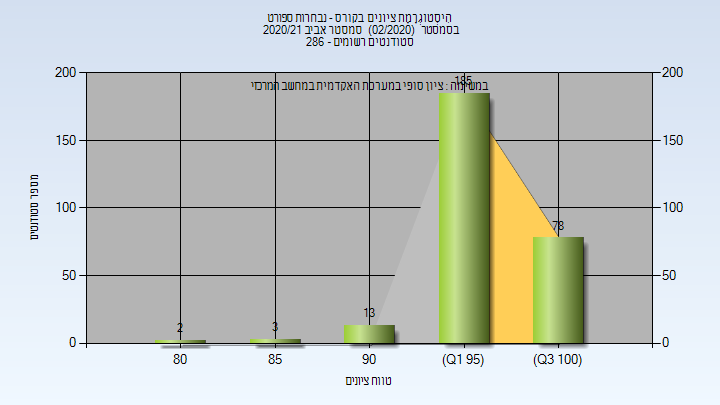 היסטוגרמת ציונים בקורס - נבחרות ספורט
בסמסטר (02/2020) סמסטר אביב 2020/21
סטודנטים רשומים - 286
במשימה : ציון סופי במערכת האקדמית במחשב המרכזי
200
150
100
50
0
200
150
100
50
0
מספר סטודנטים
2
3
13
185
78
80
85
90
(Q1 95)
(Q3 100)
טווח ציונים